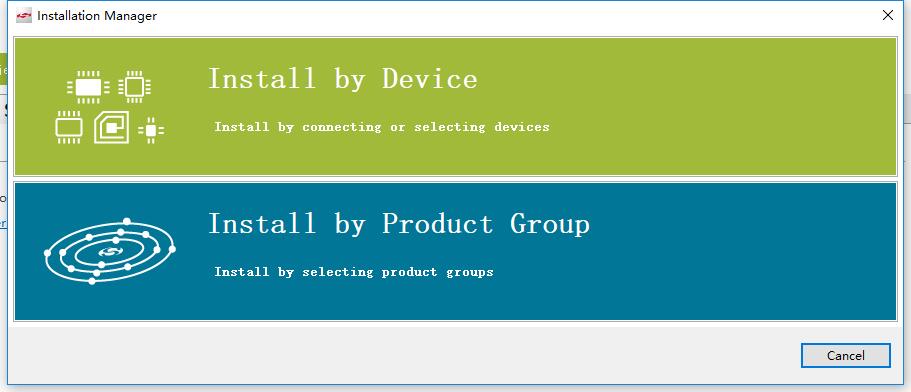 Installation Manager
Install by Device
Install by connecting or selecting devices
Install by Product Group
Install by selecting product groups
Cancel